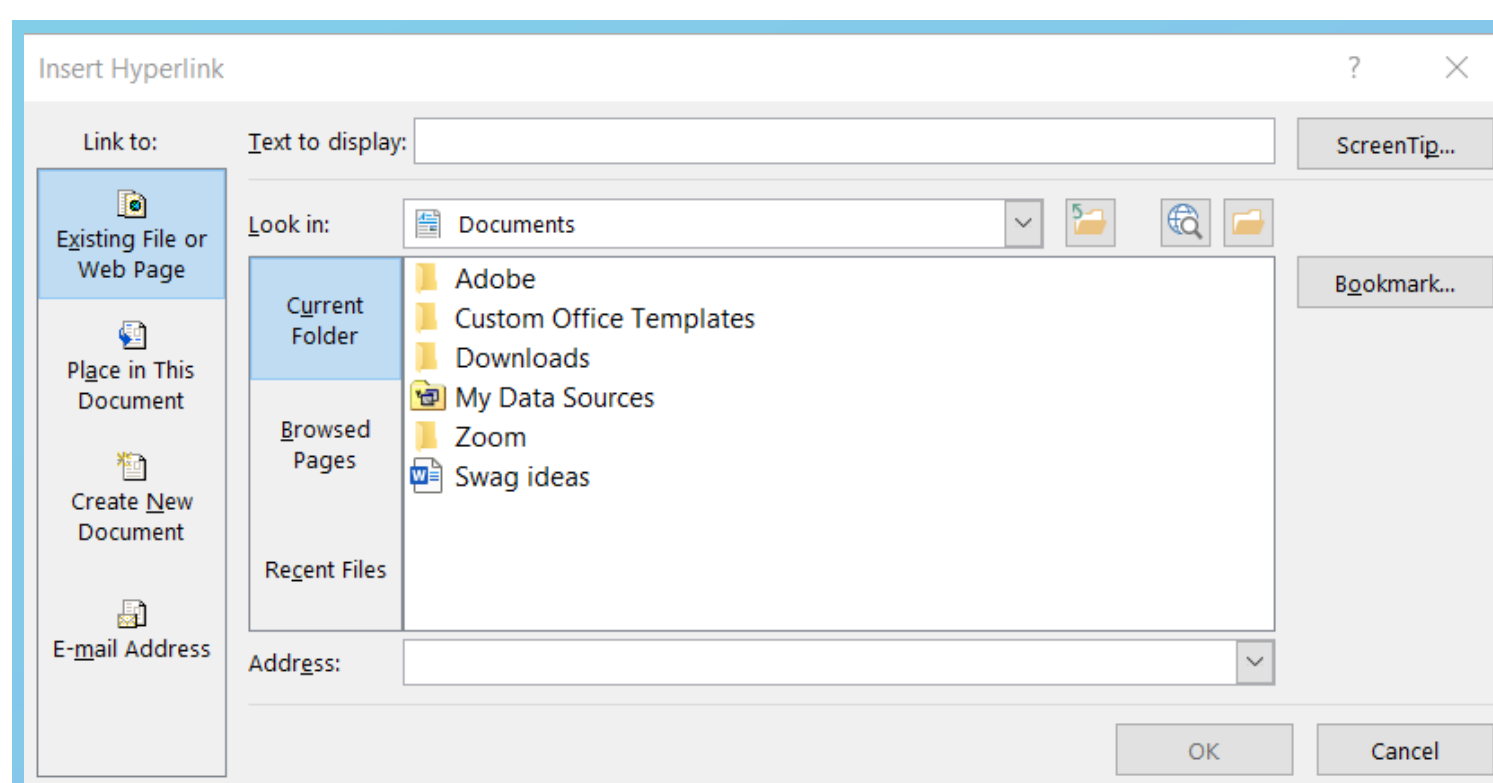 Insert Hyperlink
?
Link to:
Text to display:
ScreenTip...
Existing File or
Web Page
Place in This
Document
Create New
Document
E-mail Address
Look in:
Documents
Current
Folder
Browsed
Pages
Recent Files
Adobe
Custom Office Templates
Downloads
My Data Sources
Zoom
Swag ideas
Bookmark...
Address:
OK
Cancel